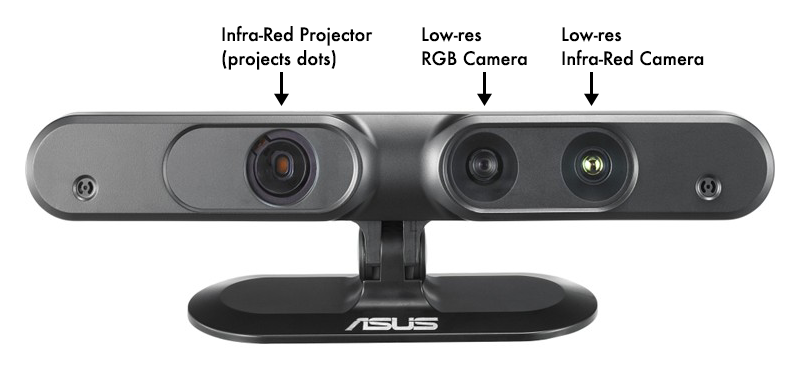 Infra-Red Projector
(projects dots)
Low-res
RGB Camera
Low-res
Infra-Red Camera
ASUS